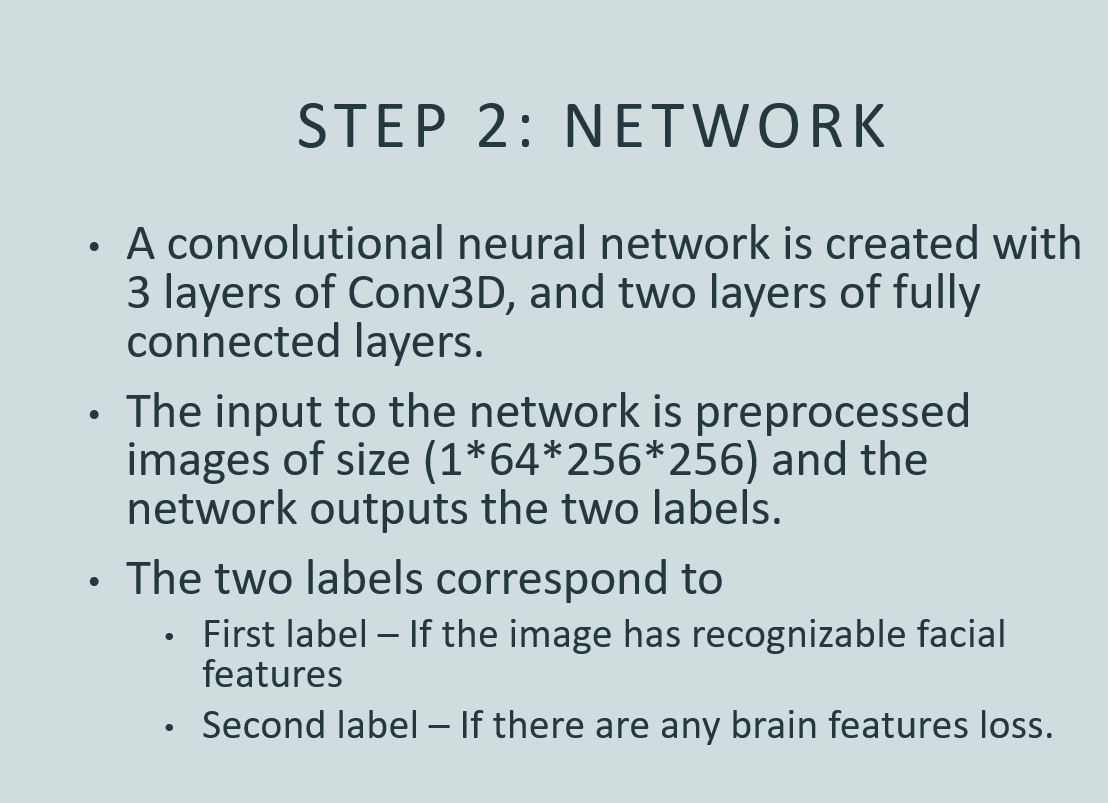 STEP 2: NETWORK
• A convolutional neural network is created with
3 layers of Conv3D, and two layers of fully
connected layers.
• The input to the network is preprocessed
images of size (1*64*256*256) and the
network outputs the two labels.
• The two labels correspond to
• First label – If the image has recognizable facial
features
• Second label – If there are any brain features loss.